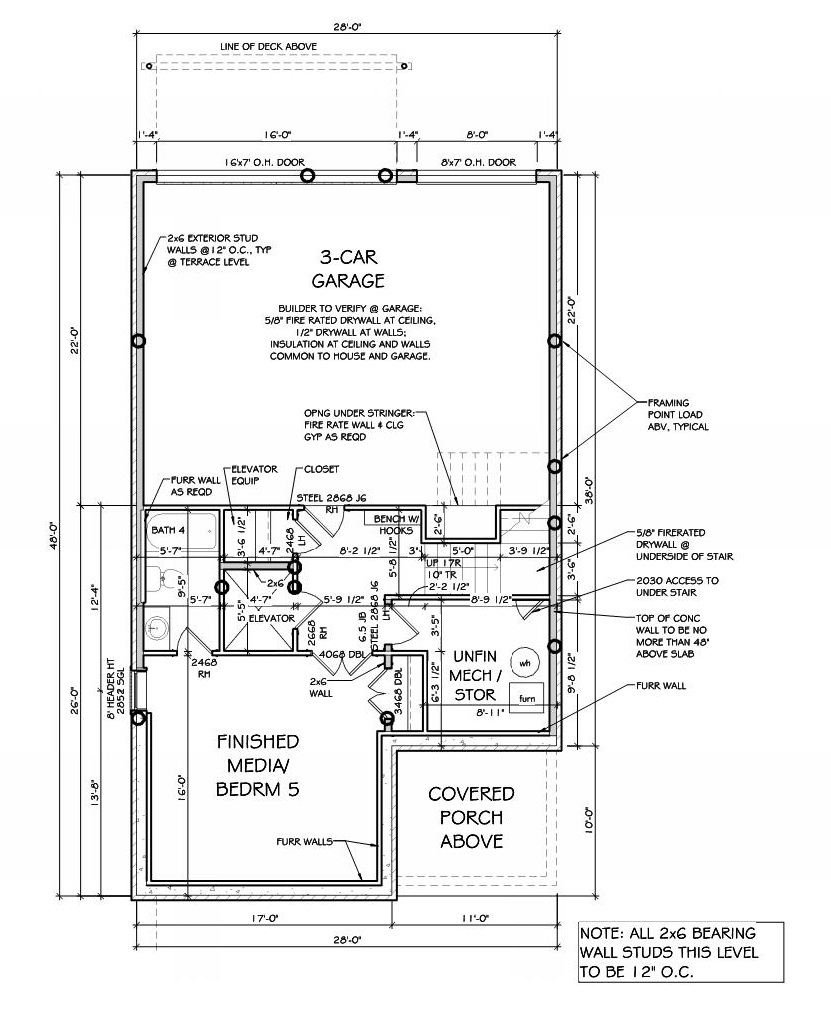 28'-0"
LINE OF DECK ABOVE
1'-4"
16'-0"
1'-4"
8'-0"
1'-4"
16'x7' O.H. DOOR
8'x7' O.H. DOOR
2x6 EXTERIOR STUD
WALLS @12" O.C., TYP
@ TERRACE LEVEL
3-CAR
GARAGE
BUILDER TO VERIFY @ GARAGE:
5/8" FIRE RATED DRYWALL AT CEILING,
1/2" DRYWALL AT WALLS;
INSULATION AT CEILING AND WALLS
COMMON TO HOUSE AND GARAGE.
22'-0"
22'-0"
OPNG UNDER STRINGER:
FIRE RATE WALL & CLG
GYP AS REQD
FRAMING
POINT LOAD
ABV, TYPICAL
FURR WALL
AS REQD
ELEVATOR
EQUIP
CLOSET
STEEL 2868 J6
RH
38'-0"
48'-0"
BATH 4
3'-6 1/2"
2468
LH
BENCH W/
HOOKS
2'-6"
2'-6"
5/8" FIRERATED
DRYWALL @
UNDERSIDE OF STAIR
5'-7"
4'-7"
8'-2 1/2"
3"
5'-0"
3'-9 1/2"
5'-8 1/2"
UP 17R
10" TR
3'-6"
9'-5"
2x6
2'-2 1/2"
2030 ACCESS TO
UNDER STAIR
12'-4"
5'-7"
4'-7"
5'-5"
5'-9 1/2"
8'-9 1/2"
ELEVATOR
2668
RH
6.5 JB
STEEL 2868 J6
LH
3'-5"
TOP OF CONC
WALL TO BE NO
MORE THAN 48"
ABOVE SLAB
2468
RH
4068 DBL
2x6
WALL
3468 DBL
6'-3 1/2"
UNFIN
MECH /
STOR
wh
furn
9'-8 1/2"
8'-11"
FURR WALL
26'-0"
8' HEADER HT
2852 SGL
FINISHED
MEDIA/
BEDRM 5
13'-8"
16'-0"
COVERED
PORCH
ABOVE
10'-0"
FURR WALLS
17'-0"
11'-0"
28'-0"
NOTE: ALL 2x6 BEARING
WALL STUDS THIS LEVEL
TO BE 12" O.C.